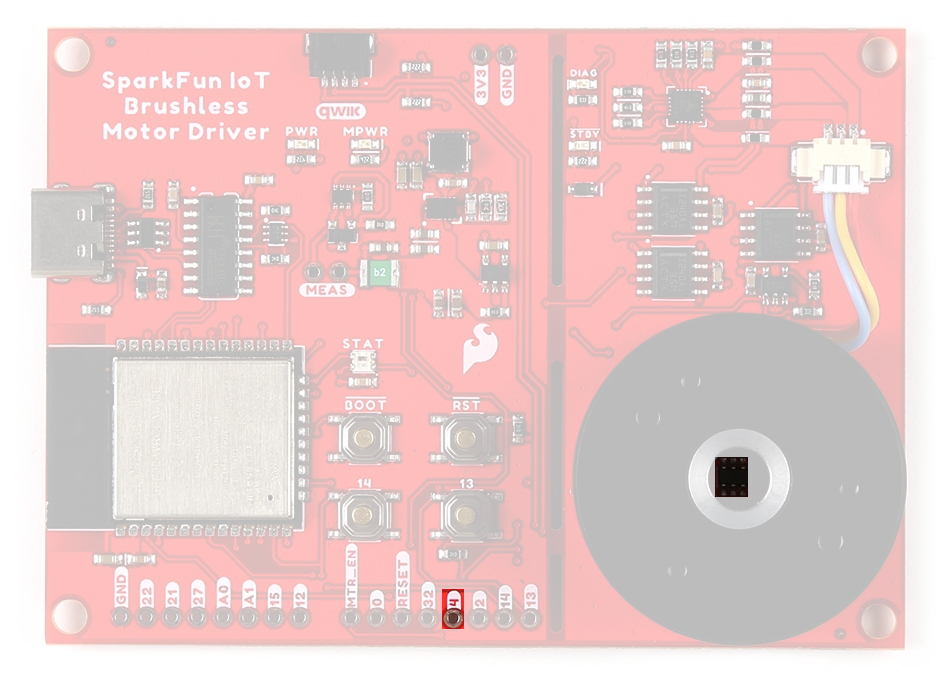 SparkFun IoT
Brushless
Motor Driver
qwiic
3V3
GND
DIAG
STBY
PWR
MPWR
b2
MEAS
STAT
BOOT
RST
14
13
GND
22
21
27
A0
A1
15
12
MTR_EN
0
RESET
32
4
2
14
13